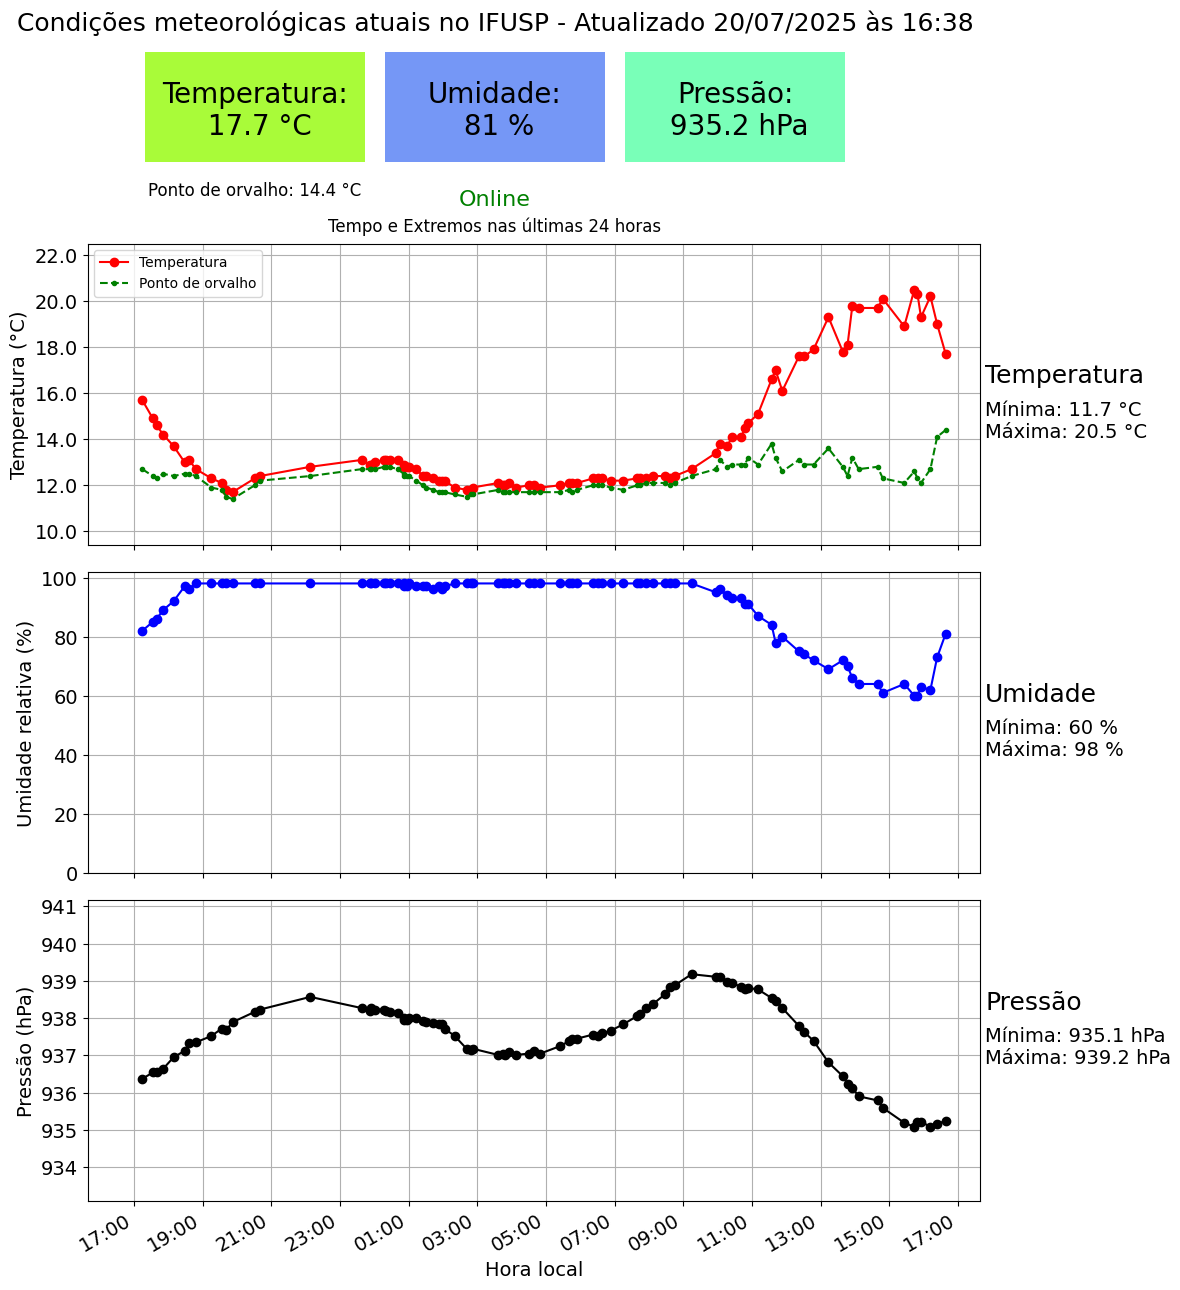 Condições meteorológicas atuais no IFUSP - Atualizado 20/07/2025 às 16:38
Temperatura:
17.7 °C
Umidade:
81 %
Pressão:
935.2 hPa
Ponto de orvalho: 14.4 °C
Online
Tempo e Extremos nas últimas 24 horas
Temperatura (°C)
22.0
20.0
18.0
16.0
14.0
12.0
10.0
Temperatura
Ponto de orvalho
Temperatura
Mínima: 11.7 °C
Máxima: 20.5 °C
Umidade relativa (%)
100
80
60
40
20
0
Umidade
Mínima: 60 %
Máxima: 98 %
Pressão (hPa)
941
940
939
938
937
936
935
934
Pressão
Mínima: 935.1 hPa
Máxima: 939.2 hPa
17:00 19:00 21:00 23:00 01:00 03:00 05:00 07:00 09:00 11:00 13:00 15:00 17:00
Hora local